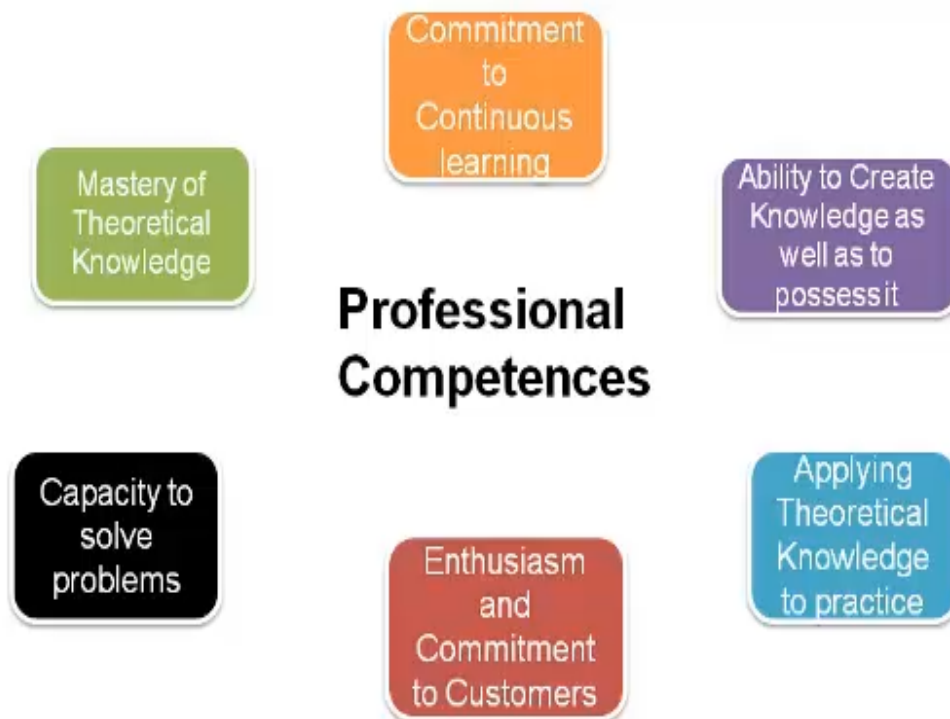 Commitment
to
Continuous
learning
Mastery of
Theoretical
Knowledge
Ability to Create
Knowledge as
well as to
possess it
Professional
Competences
Capacity to
solve
problems
Applying
Theoretical
Knowledge
to practice
Enthusiasm
and
Commitment
to Customers